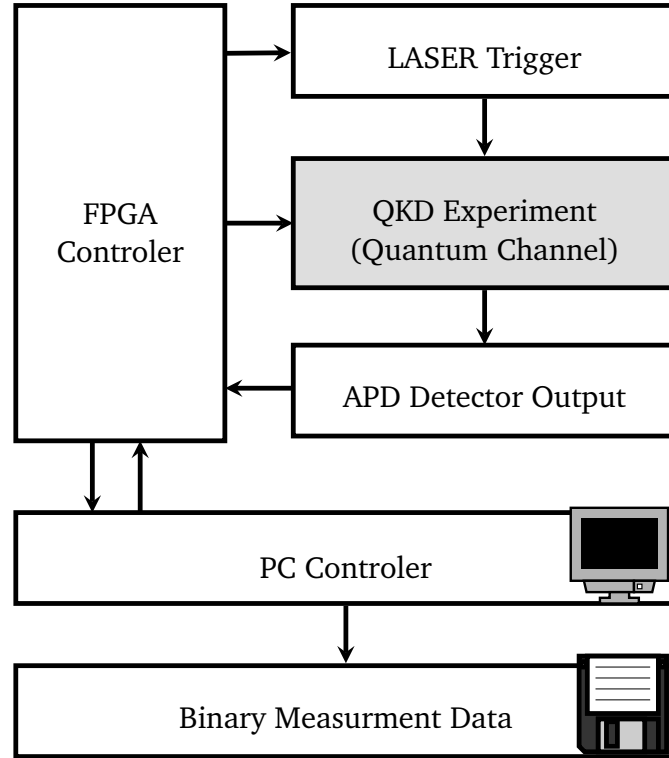 LASER Trigger
FPGA
Controler
QKD Experiment
(Quantum Channel)
APD Detector Output
PC Controler
Binary Measurment Data